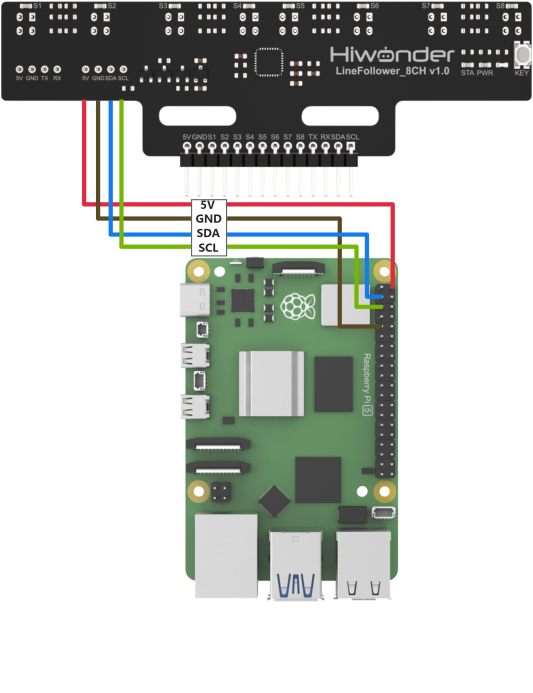 S1 S2 S3 S4 S5 S6 S7 S8
Hiwonder
LineFollower_8CH v1.0
STA PWR KEY
5V GND TX RX 5V GND SDA SCL
5V GND S1 S2 S3 S4 S5 S6 S7 S8 TX RX SDA SCL
5V
GND
SDA
SCL
Raspberry Pi 5